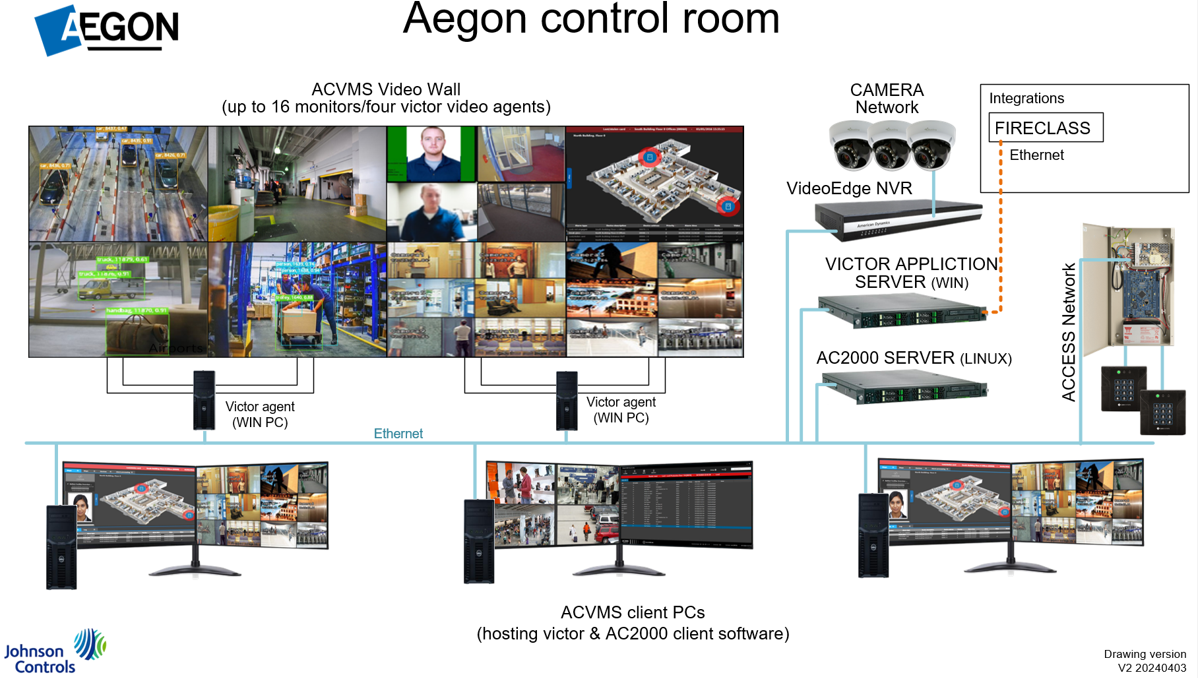 AEGON
Aegon control room
ACVMS Video Wall
(up to 16 monitors/four victor video agents)
CAMERA
Network
Integrations
FIRECLASS
Ethernet
VideoEdge NVR
American Dynamics
VICTOR APPLICTION
SERVER (WIN)
ACCESS Network
AC2000 SERVER (LINUX)
Airports
Victor agent
(WIN PC)
Victor agent
(WIN PC)
Ethernet
ACVMS client PCs
(hosting victor & AC2000 client software)
Johnson
Controls
Drawing version
V2 20240403